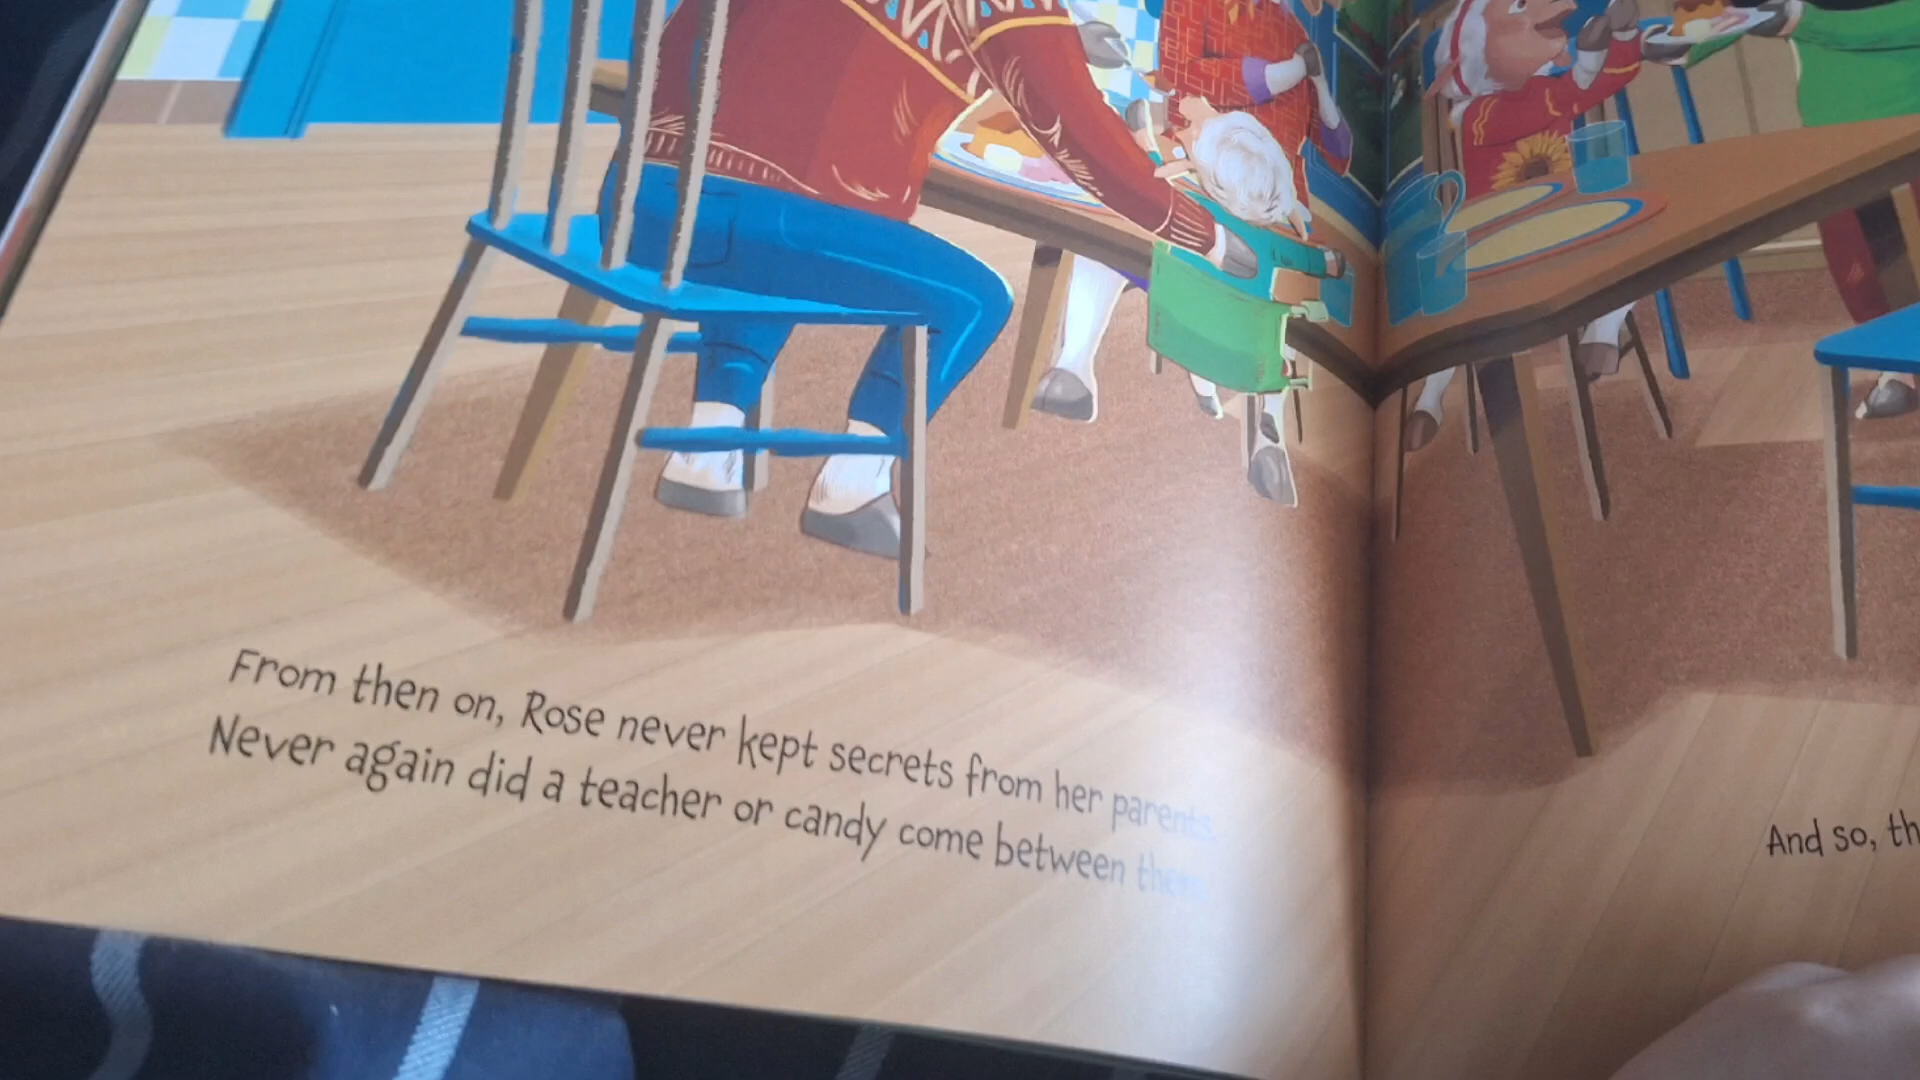 From then on, Rose never kept secrets from her parents.
Never again did a teacher or candy come between them
And so, th